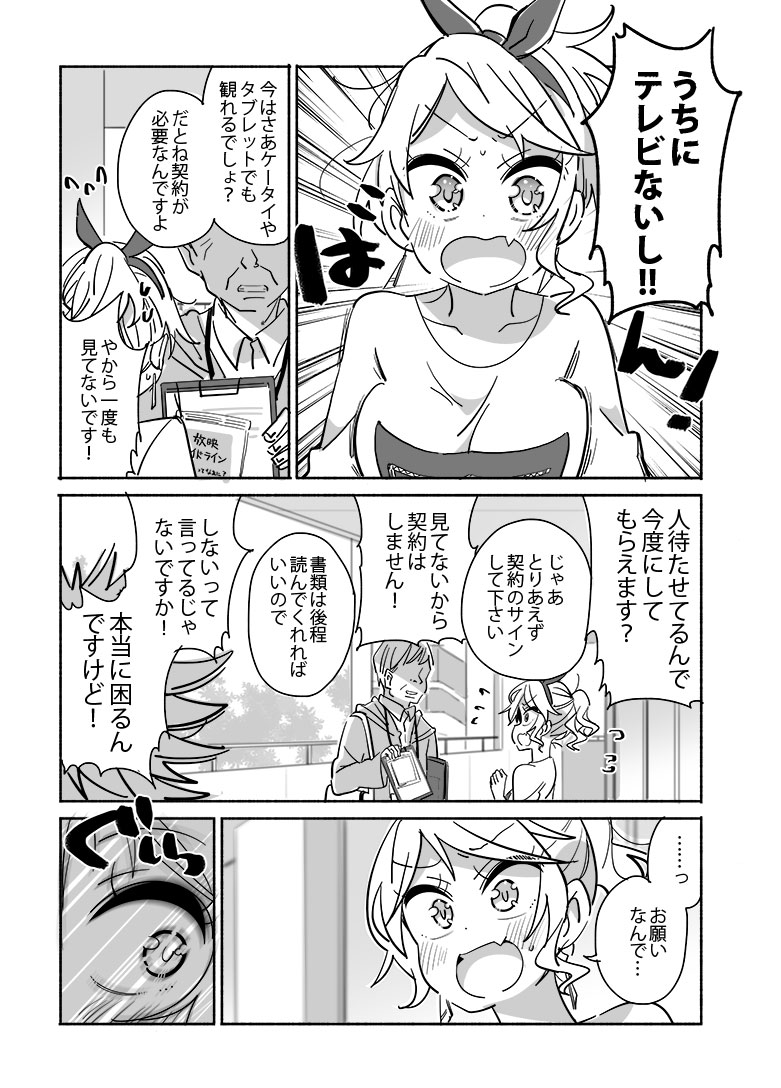 うちに
テレビないし!!
ばん!
今はさあケータイや
タブレットでも
観れるでしょ?
だとね契約が
必要なんですよ
やから一度も
見てないです!
放映
ってなあに?
人待たせてるんで
今度にして
もらえます?
じゃあ
とりあえず
契約のサイン
して下さい
見てないから
契約は
しません!
書類は後程
読んでくれれば
いいので
しないって
言ってるじゃ
ないですか!
本当に困るん
ですけど!
っ
……っ
お願い
なんで…
ぐら